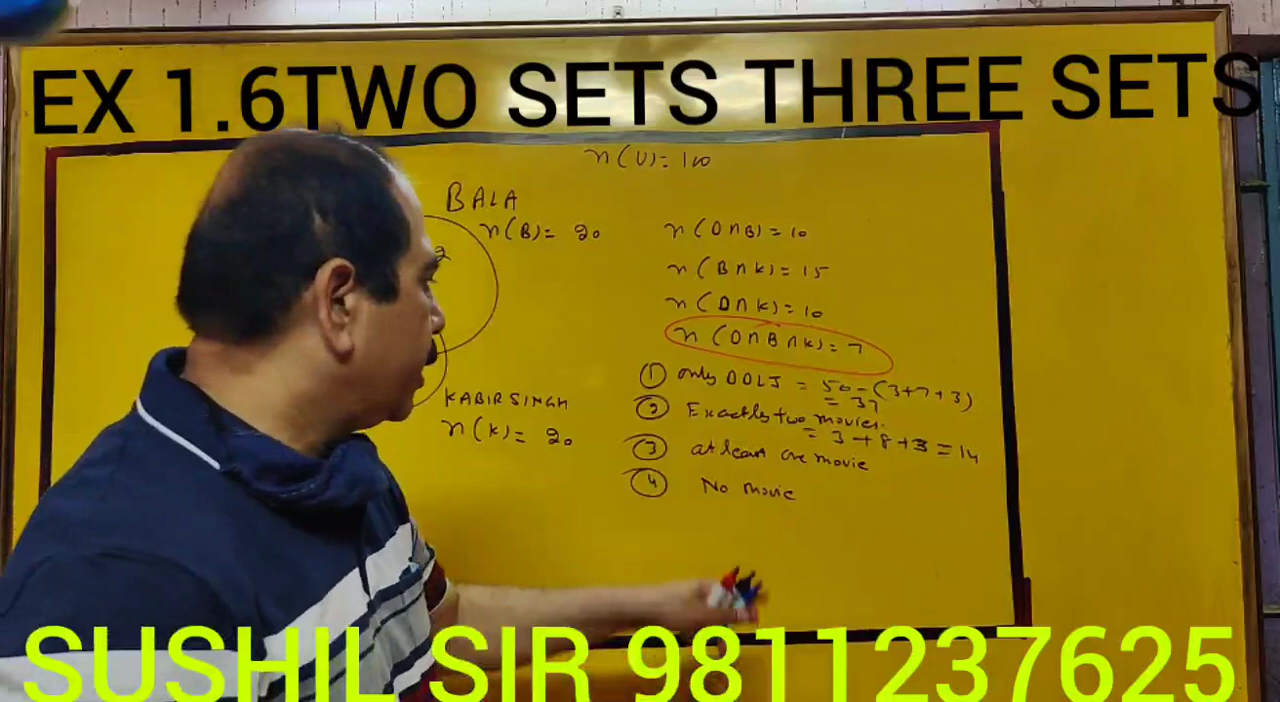 EX 1.6TWO SETS THREE SETS
n(U)= 100
BALA
n(B)= 20
2
KABIR SINGH
n(K)= 20
n(D∩B)= 10
n(B∩K)= 15
n(D∩K)= 10
n(D∩B∩K)= 7
① only DDLJ = 50-(3+7+3)
= 37
② Exactly two movies.
= 3+8+3=14
③ at least one movie
④ No movie
SUSHIL SIR 9811237625